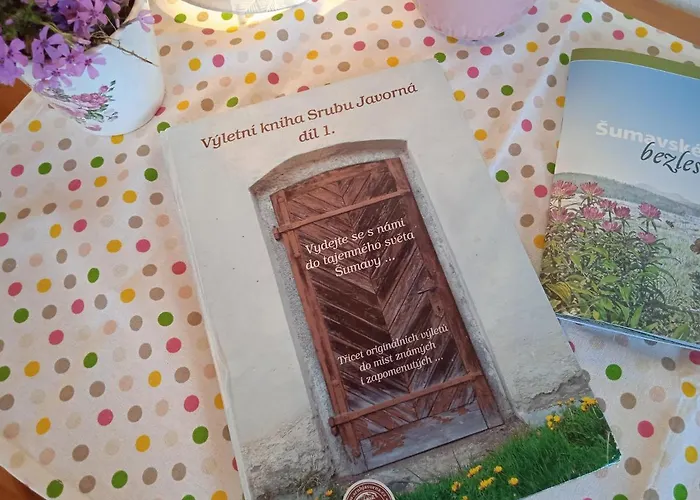 Výletní kniha Srubu Javorná
díl 1.
Vydejte se s námi
do tajemného světa
Šumavy ...
Třicet originálních výletů
do míst známých
i zapomenutých ...
Šumavské
bezles